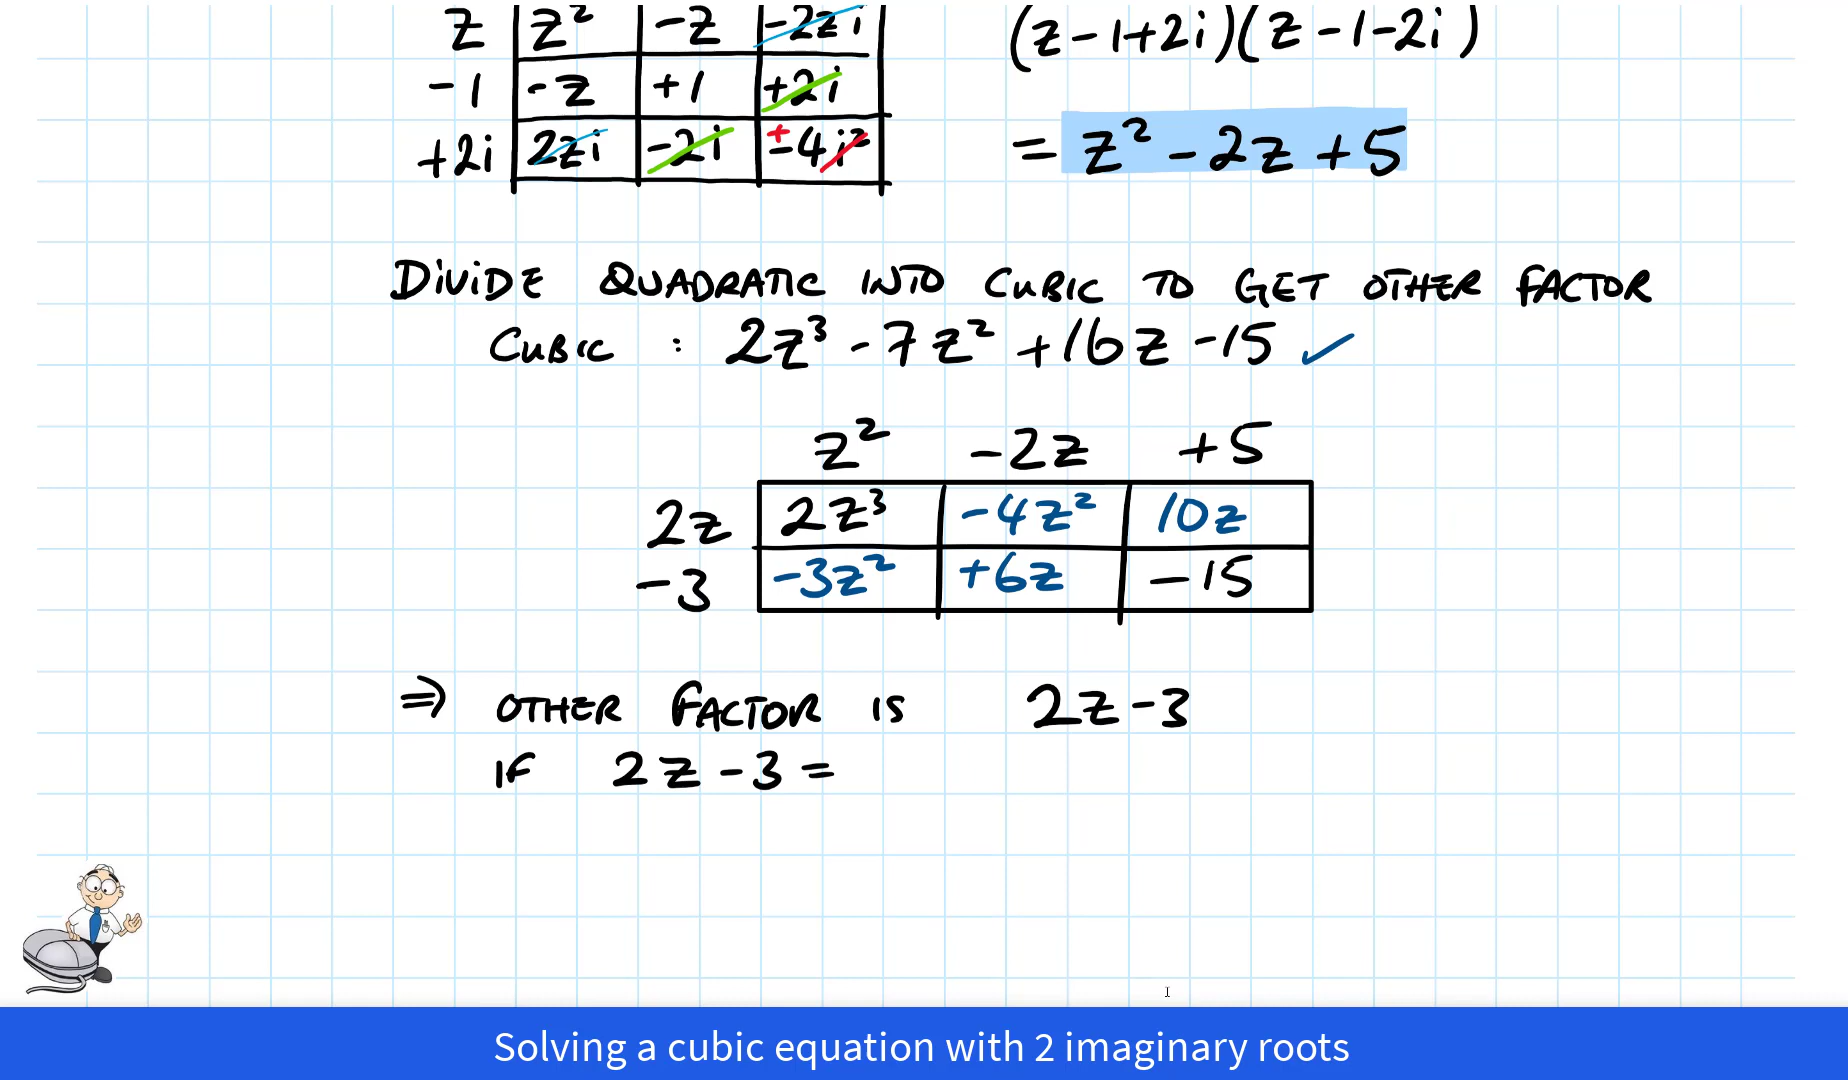 z z² -z -2zi
(z-1+2i)(z-1-2i)
-1 -z +1 +2i
+2i 2zi -2i +-4i²
= z² - 2z + 5
DIVIDE QUADRATIC INTO CUBIC TO GET OTHER FACTOR
CUBIC : 2z³ - 7z² + 16z - 15 ✓
z² -2z +5
2z 2z³ -4z² 10z
-3 -3z² +6z -15
⇒ OTHER FACTOR IS 2z-3
IF 2z-3=
Solving a cubic equation with 2 imaginary roots